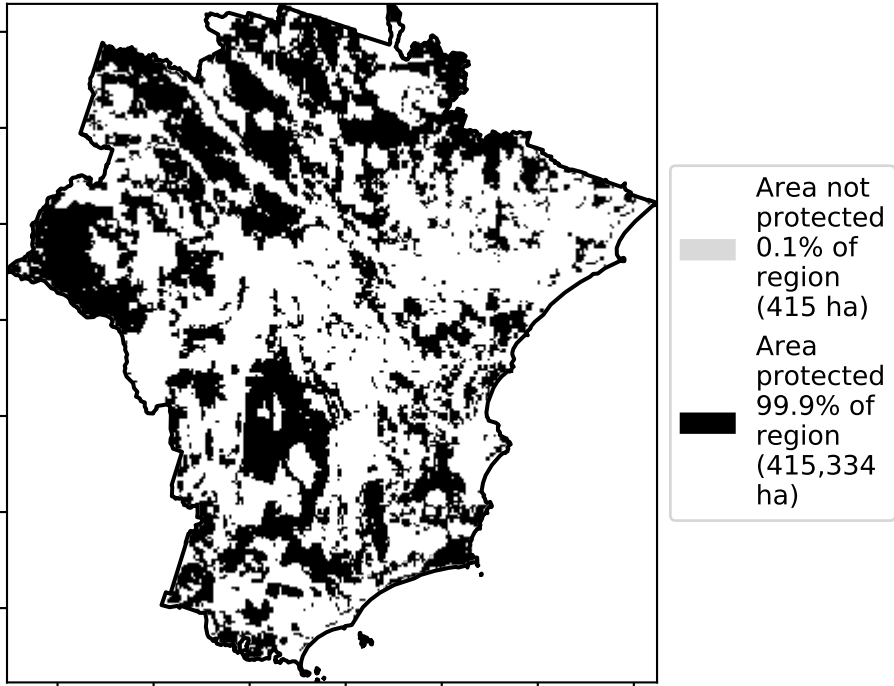 Area not
protected
0.1% of
region
(415 ha)
Area
protected
99.9% of
region
(415,334
ha)